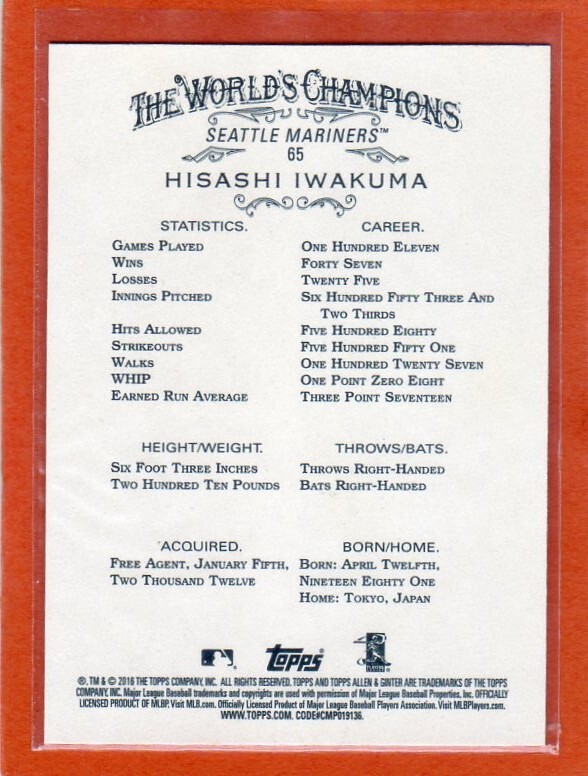 THE WORLD'S CHAMPIONS
SEATTLE MARINERS™
65
HISASHI IWAKUMA
STATISTICS. CAREER.
GAMES PLAYED ONE HUNDRED ELEVEN
WINS FORTY SEVEN
LOSSES TWENTY FIVE
INNINGS PITCHED SIX HUNDRED FIFTY THREE AND
TWO THIRDS
HITS ALLOWED FIVE HUNDRED EIGHTY
STRIKEOUTS FIVE HUNDRED FIFTY ONE
WALKS ONE HUNDRED TWENTY SEVEN
WHIP ONE POINT ZERO EIGHT
EARNED RUN AVERAGE THREE POINT SEVENTEEN
HEIGHT/WEIGHT. THROWS/BATS.
SIX FOOT THREE INCHES THROWS RIGHT-HANDED
TWO HUNDRED TEN POUNDS BATS RIGHT-HANDED
ACQUIRED. BORN/HOME.
FREE AGENT, JANUARY FIFTH, BORN: APRIL TWELFTH,
TWO THOUSAND TWELVE NINETEEN EIGHTY ONE
HOME: TOKYO, JAPAN
Topps
®, TM & © 2016 THE TOPPS COMPANY, INC. ALL RIGHTS RESERVED. TOPPS AND TOPPS ALLEN & GINTER ARE TRADEMARKS OF THE TOPPS
COMPANY, INC. Major League Baseball trademarks and copyrights are used with permission of Major League Baseball Properties, Inc. OFFICIALLY
LICENSED PRODUCT OF MLBP. Visit MLB.com. Officially Licensed Product of Major League Baseball Players Association. Visit MLBPlayers.com.
WWW.TOPPS.COM. CODE#CMP019136.